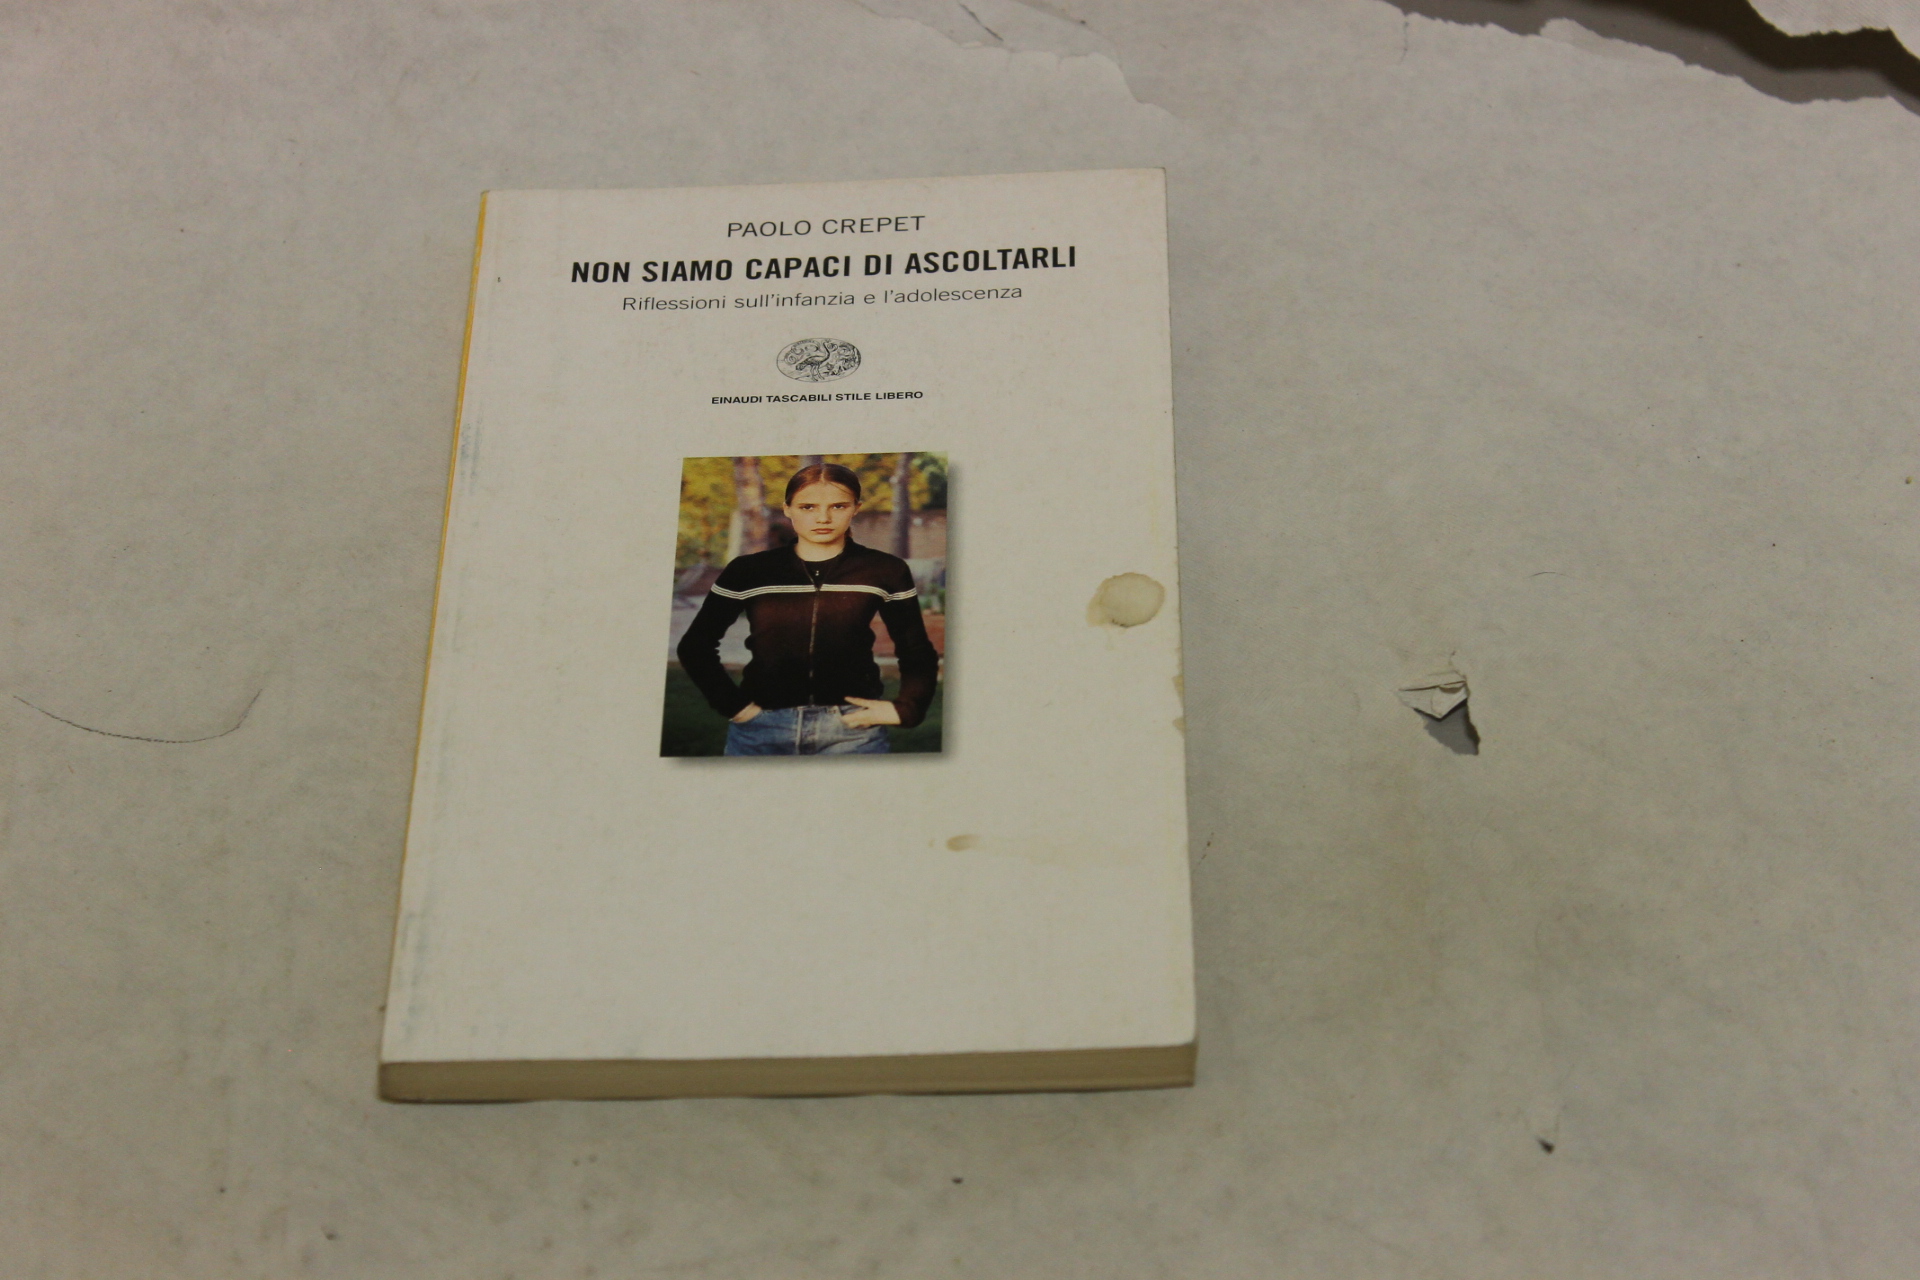 PAOLO CREPET
NON SIAMO CAPACI DI ASCOLTARLI
Riflessioni sull'infanzia e l'adolescenza
EINAUDI TASCABILI STILE LIBERO